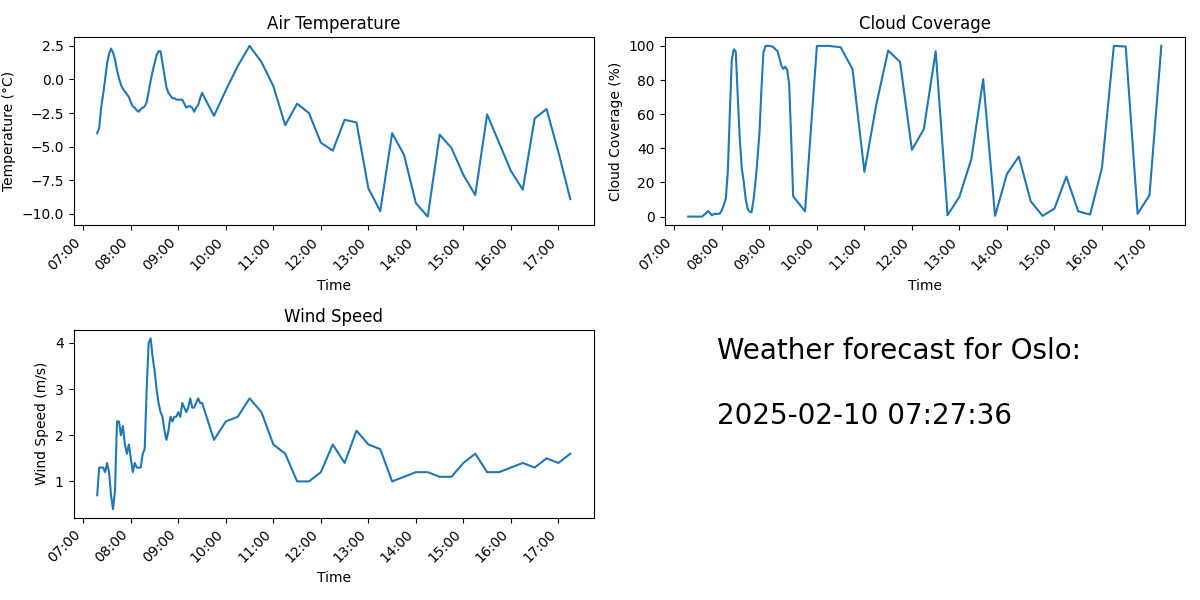 Air Temperature
Temperature (°C)
2.5
0.0
−2.5
−5.0
−7.5
−10.0
07:00 08:00 09:00 10:00 11:00 12:00 13:00 14:00 15:00 16:00 17:00
Time
Cloud Coverage
Cloud Coverage (%)
100
80
60
40
20
0
07:00 08:00 09:00 10:00 11:00 12:00 13:00 14:00 15:00 16:00 17:00
Time
Wind Speed
Wind Speed (m/s)
4
3
2
1
07:00 08:00 09:00 10:00 11:00 12:00 13:00 14:00 15:00 16:00 17:00
Time
Weather forecast for Oslo:
2025-02-10 07:27:36